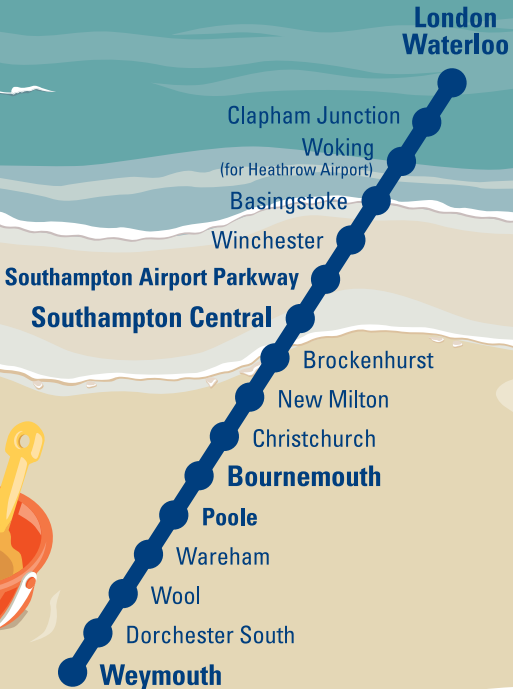 London
Waterloo
Clapham Junction
Woking
(for Heathrow Airport)
Basingstoke
Winchester
Southampton Airport Parkway
Southampton Central
Brockenhurst
New Milton
Christchurch
Bournemouth
Poole
Wareham
Wool
Dorchester South
Weymouth